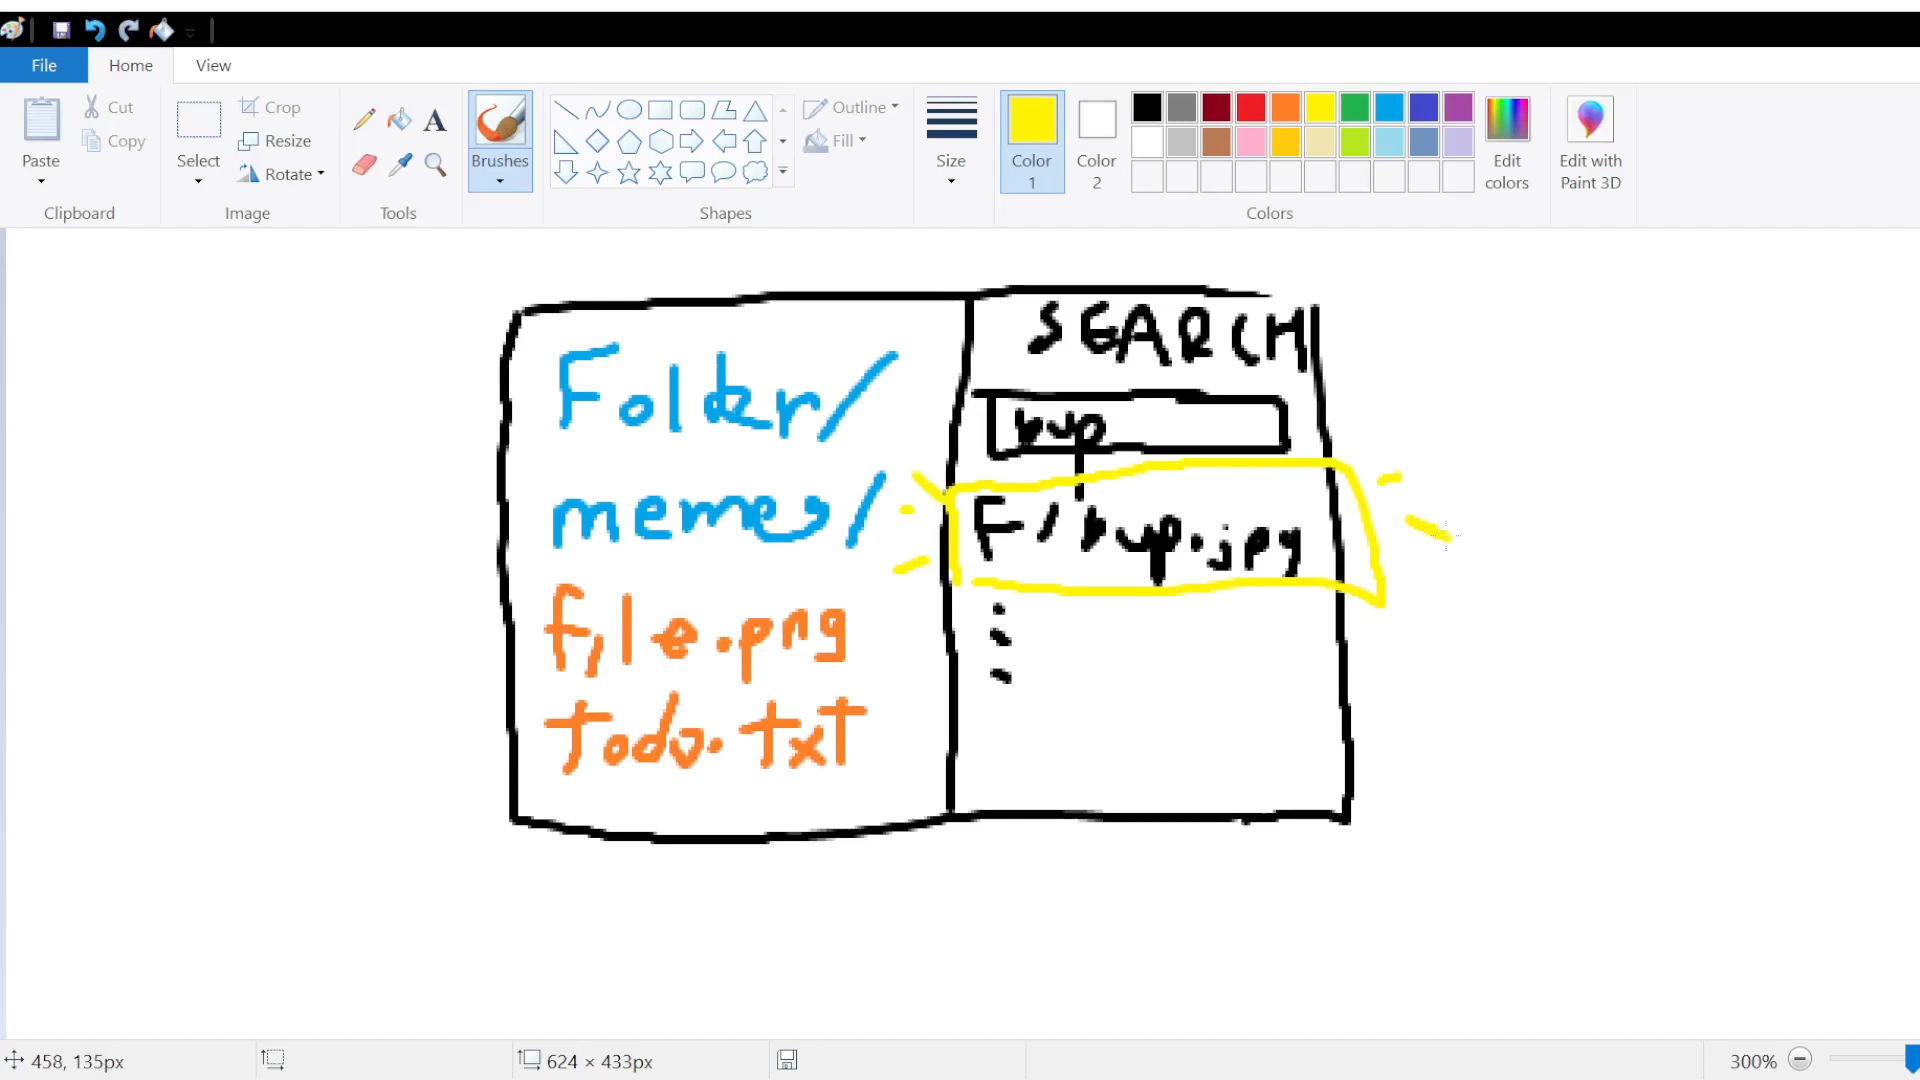 File Home View
Paste
Cut
Copy
Clipboard
Select
Crop
Resize
Rotate
Image
A
Tools
Brushes
Outline
Fill
Shapes
Size
Color 1
Color 2
Edit colors
Colors
Edit with Paint 3D
Folder/
memes/
file.png
todo.txt
SEARCH
bup
F/bup.jpg
458, 135px
624 × 433px
300%